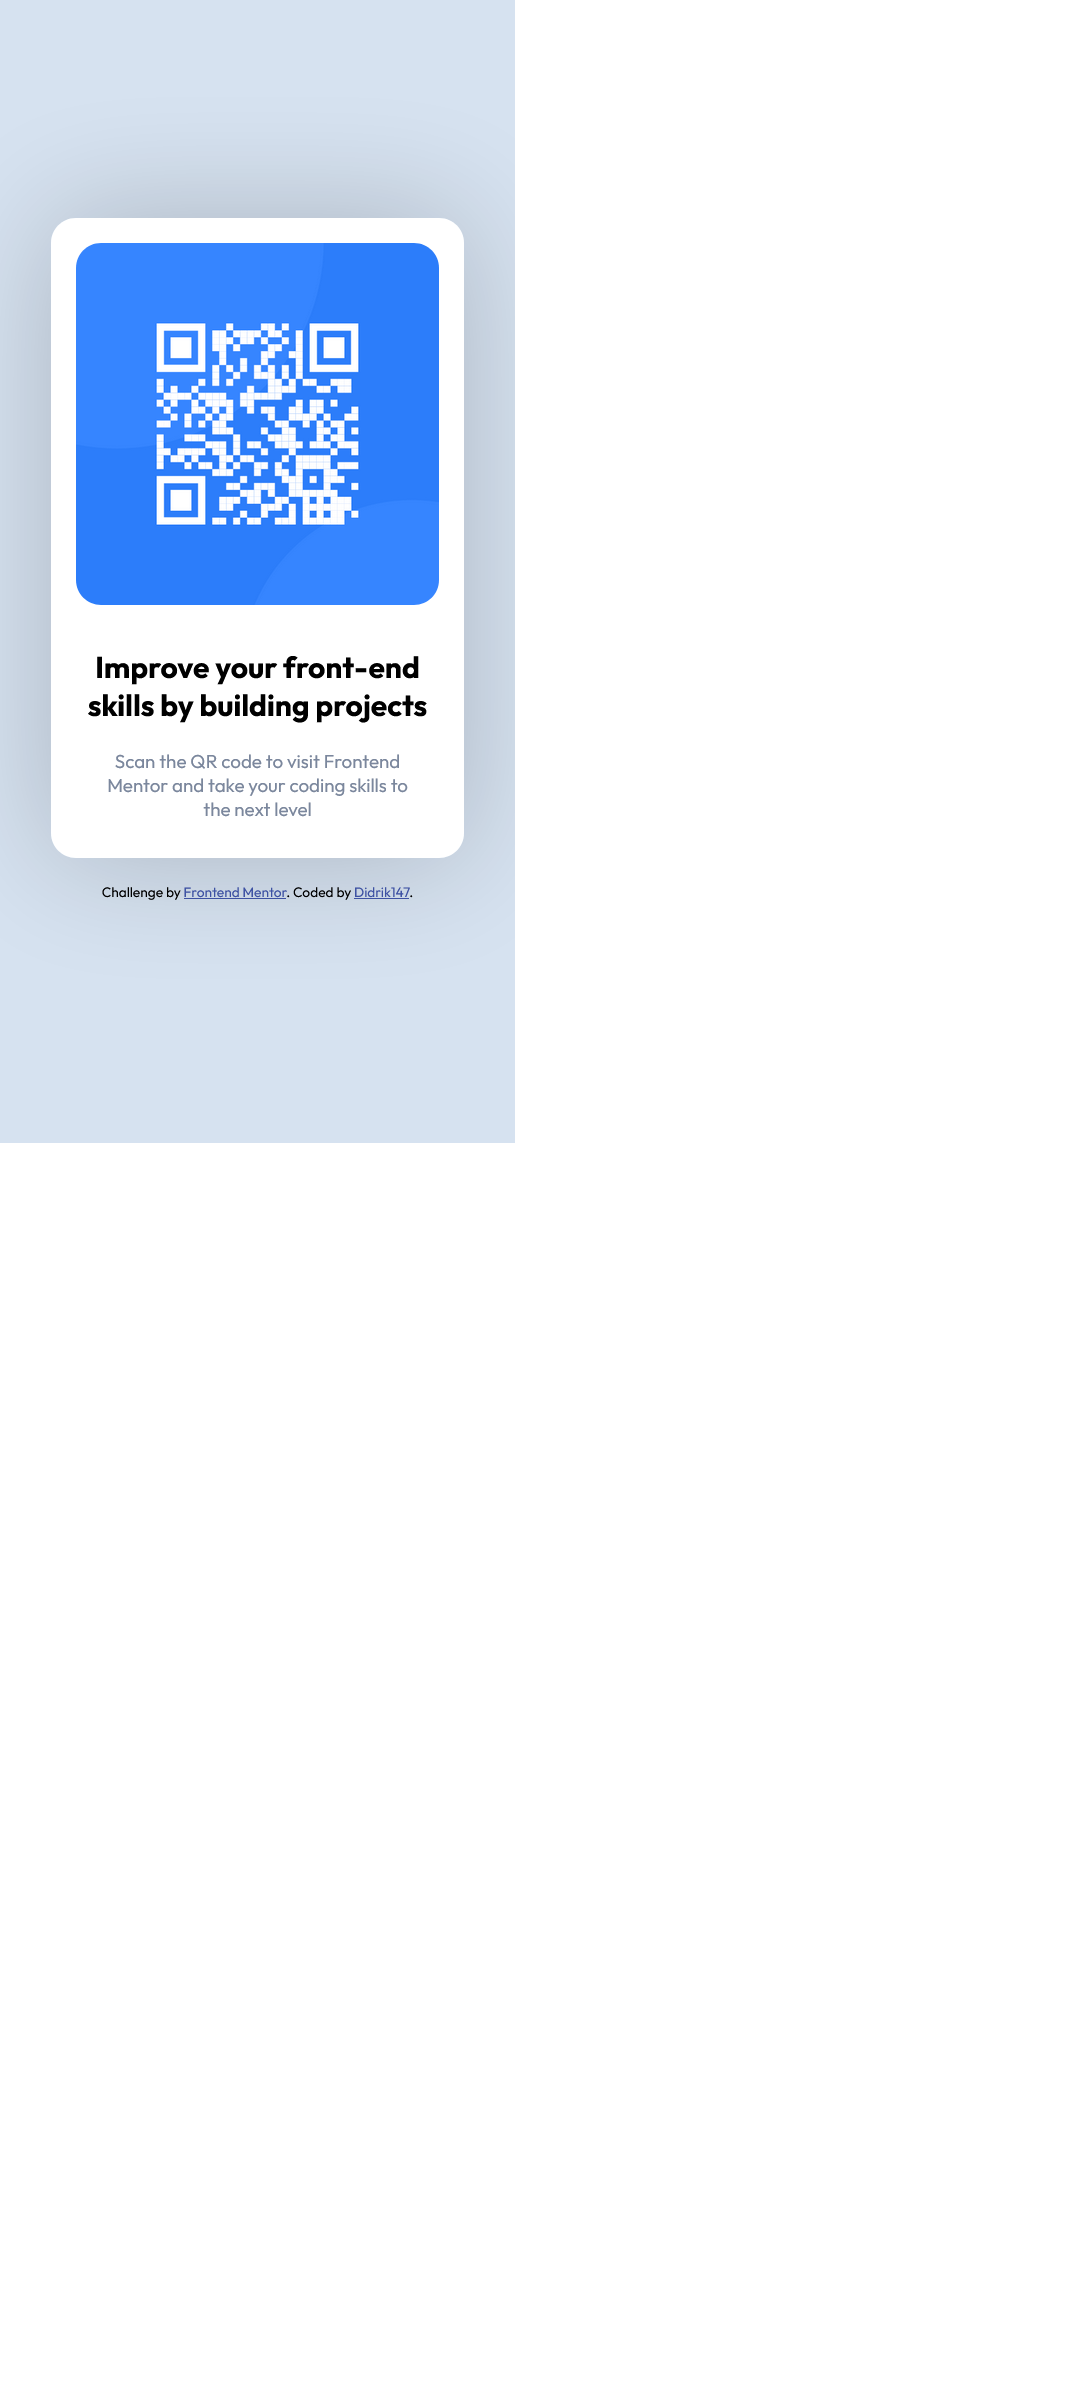 Improve your front-end
skills by building projects
Scan the QR code to visit Frontend
Mentor and take your coding skills to
the next level
Challenge by Frontend Mentor. Coded by Didrik147.